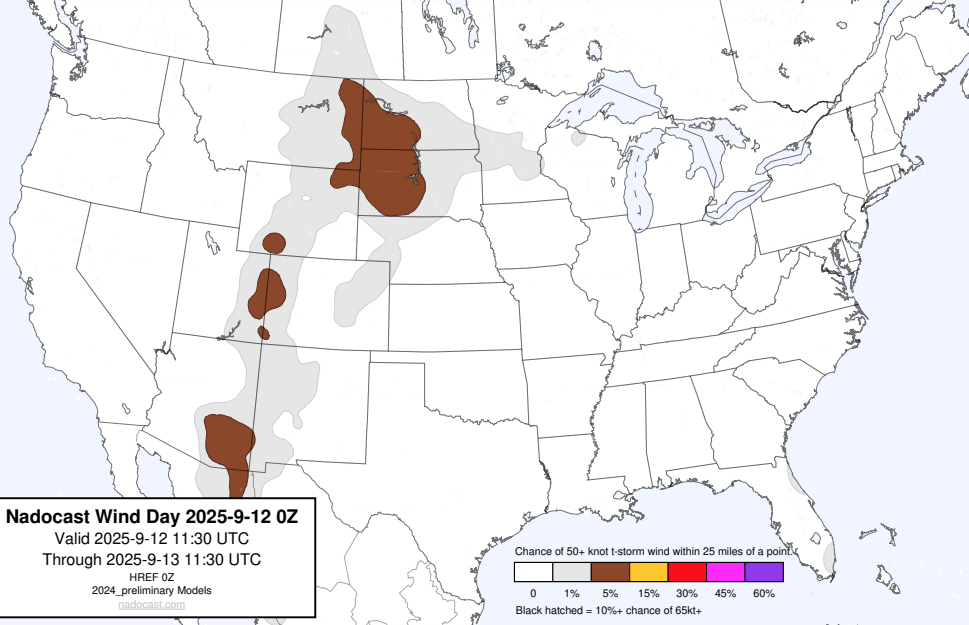 Nadocast Wind Day 2025-9-12 0Z
Valid 2025-9-12 11:30 UTC
Through 2025-9-13 11:30 UTC
HREF 0Z
2024_preliminary Models
nadocast.com
Chance of 50+ knot t-storm wind within 25 miles of a point.
0 1% 5% 15% 30% 45% 60%
Black hatched = 10%+ chance of 65kt+